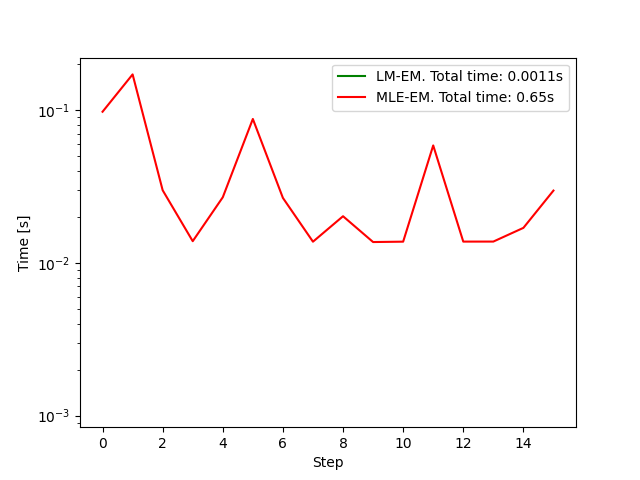 LM-EM. Total time: 0.0011s
MLE-EM. Total time: 0.65s
10⁻¹
10⁻²
10⁻³
Time [s]
0 2 4 6 8 10 12 14
Step